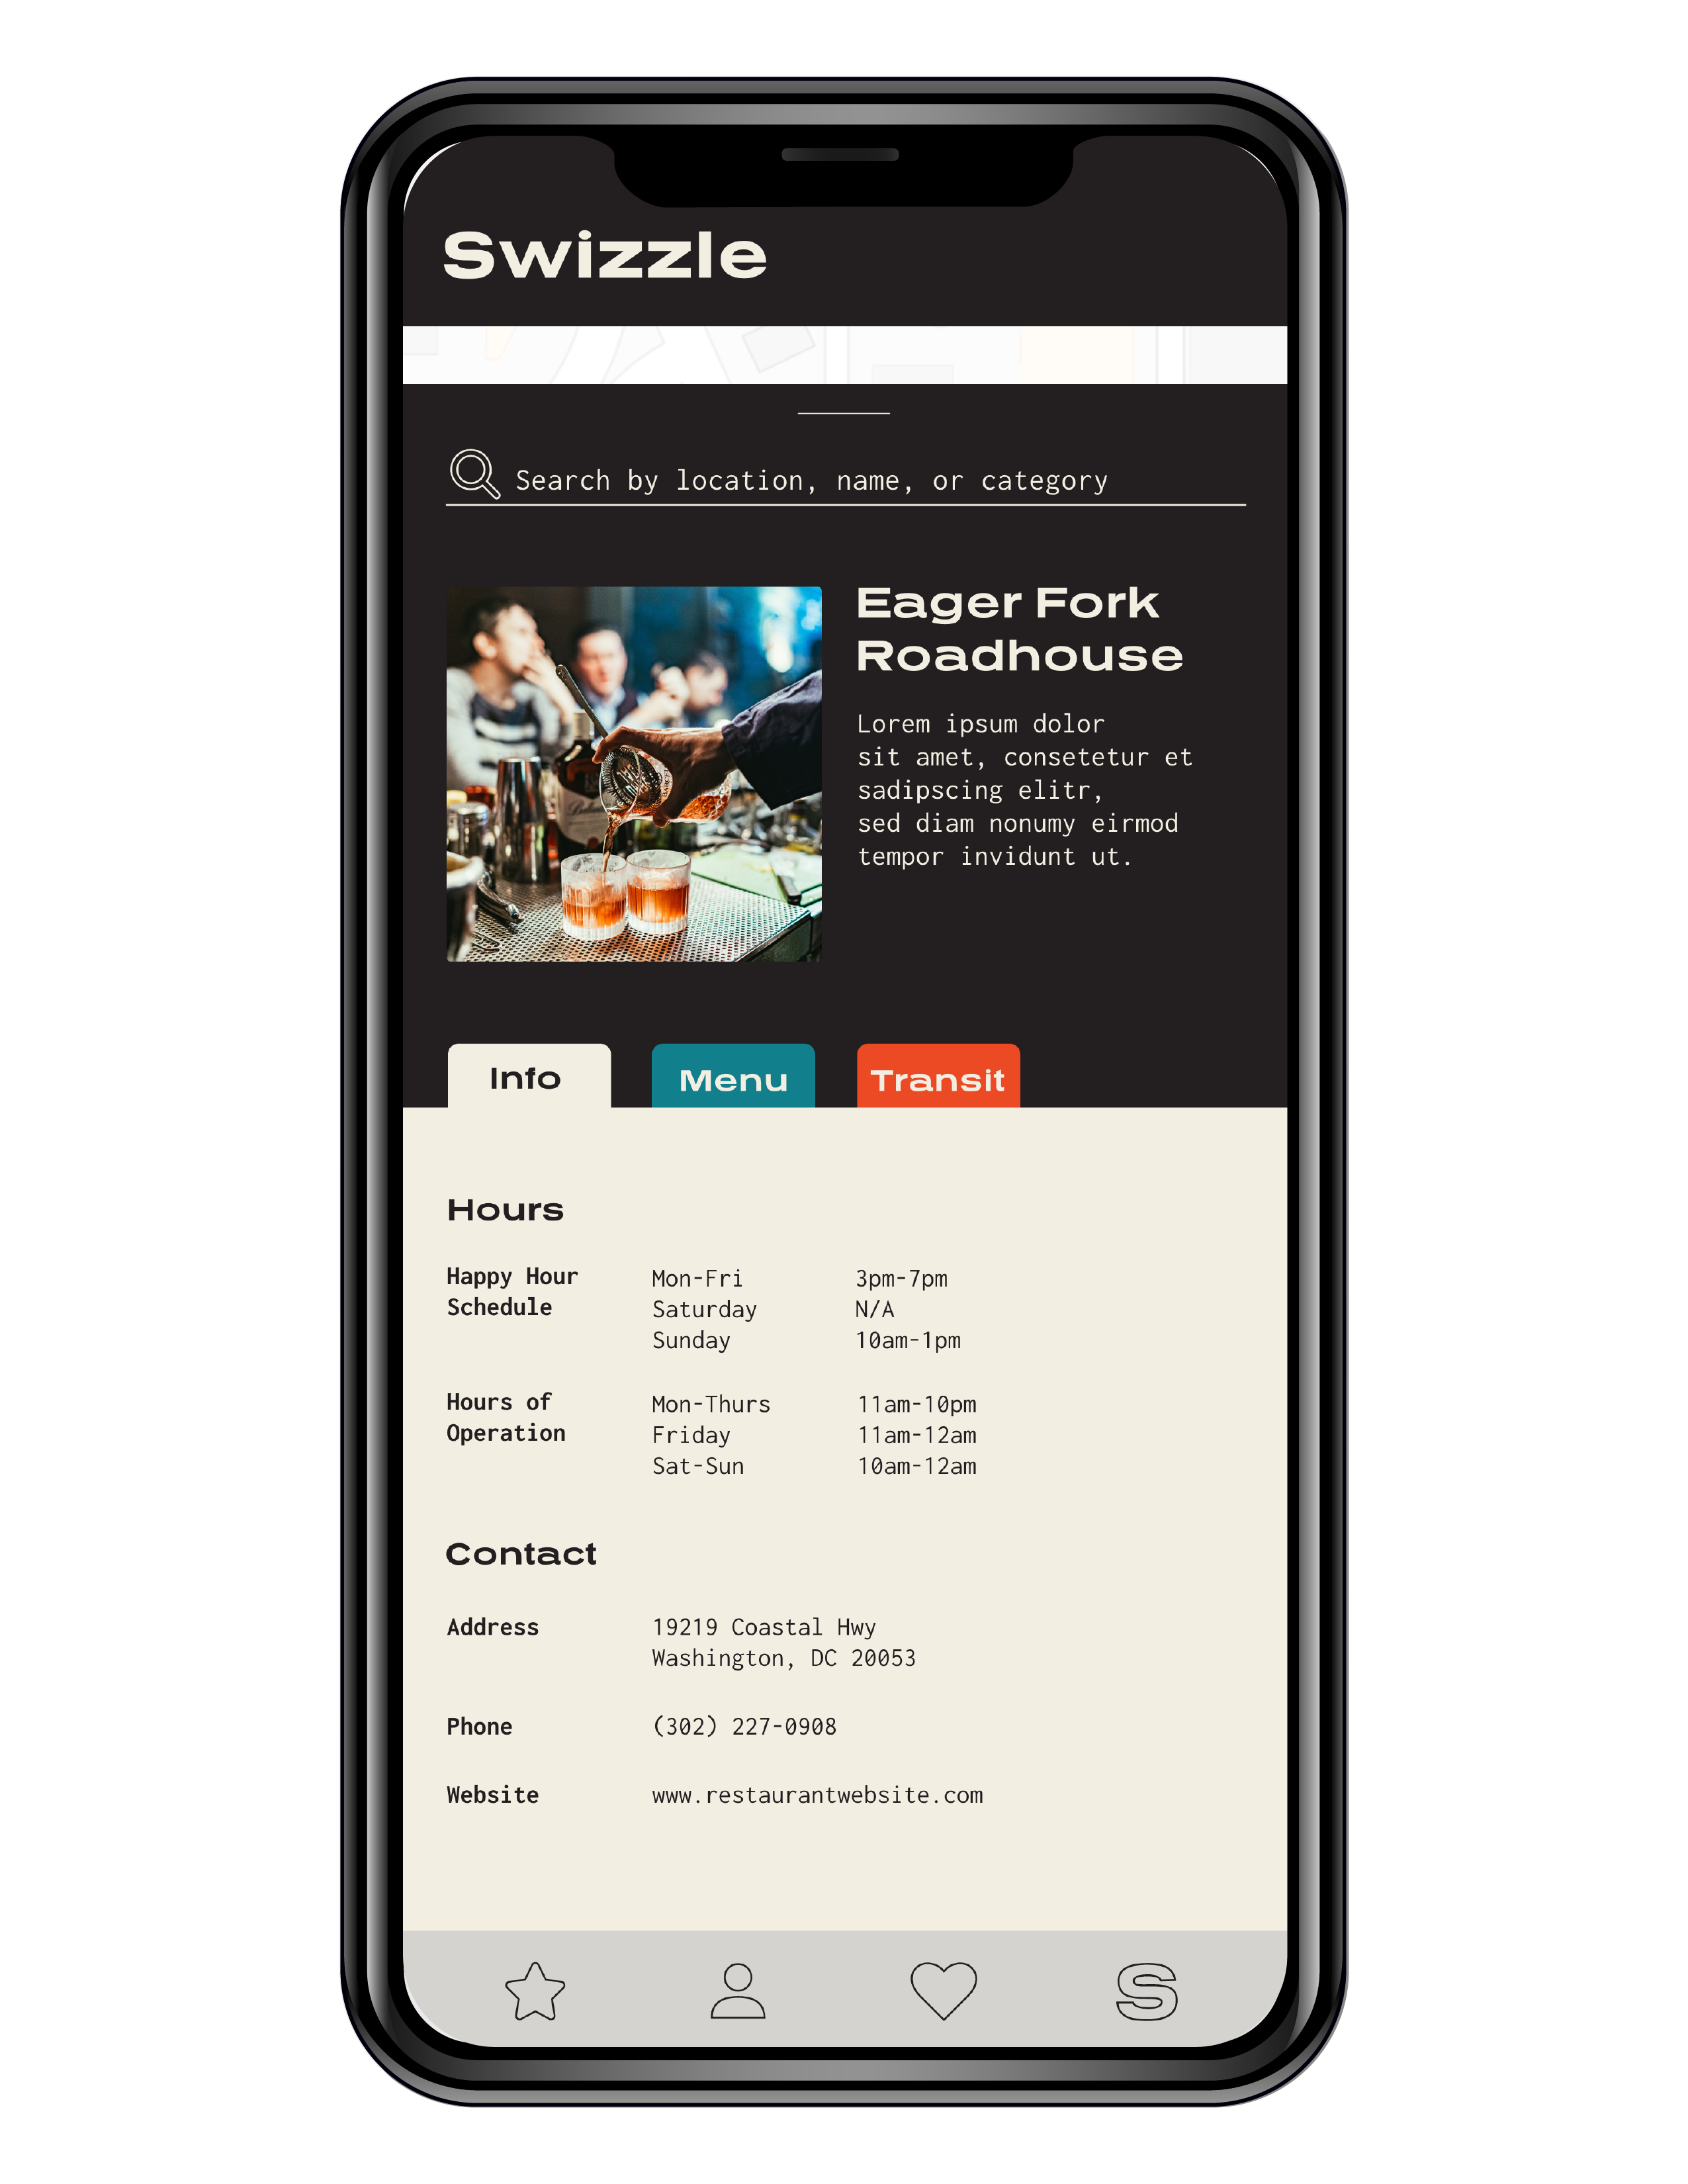 Swizzle
Search by location, name, or category
Eager Fork
Roadhouse
Lorem ipsum dolor
sit amet, consetetur et
sadipscing elitr,
sed diam nonumy eirmod
tempor invidunt ut.
Info Menu Transit
Hours
Happy Hour Mon-Fri 3pm-7pm
Schedule Saturday N/A
Sunday 10am-1pm
Hours of Mon-Thurs 11am-10pm
Operation Friday 11am-12am
Sat-Sun 10am-12am
Contact
Address 19219 Coastal Hwy
Washington, DC 20053
Phone (302) 227-0908
Website www.restaurantwebsite.com
S